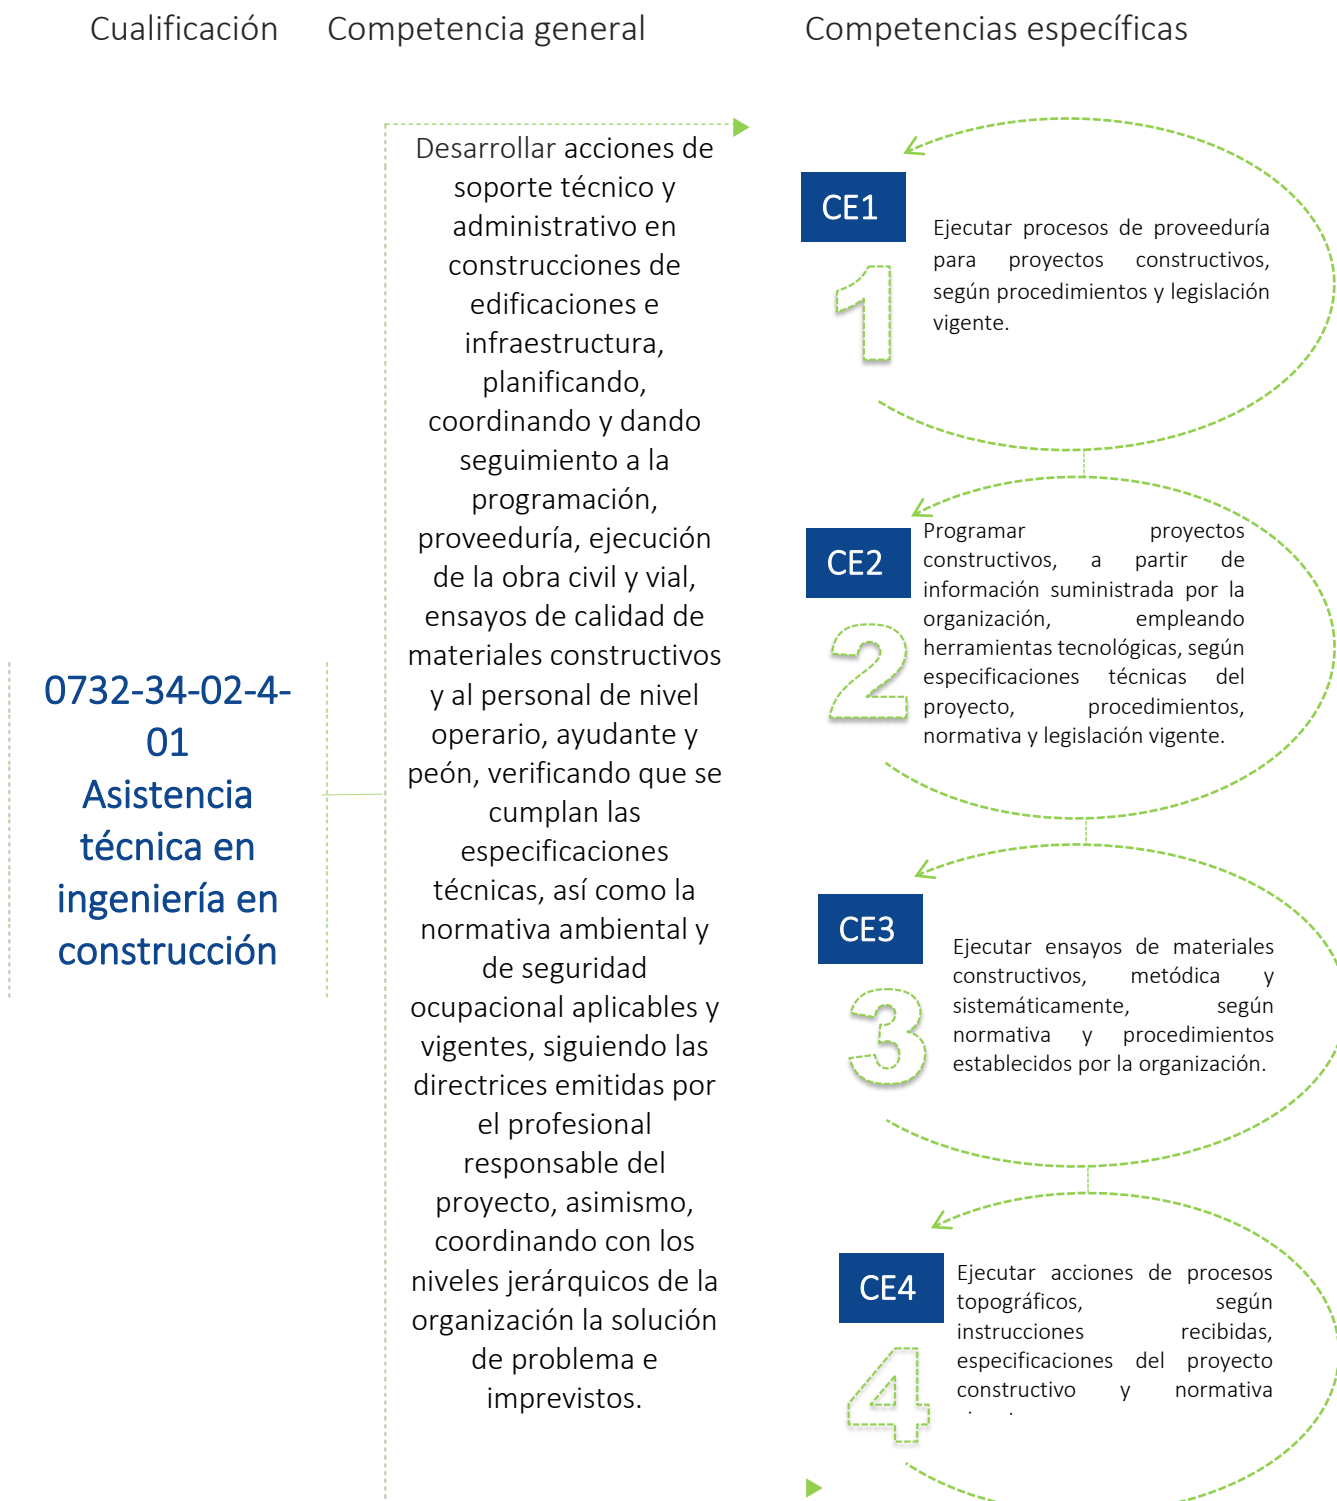 Cualificación
Competencia general
Competencias específicas
0732-34-02-4-
01
Asistencia
técnica en
ingeniería en
construcción
Desarrollar acciones de
soporte técnico y
administrativo en
construcciones de
edificaciones e
infraestructura,
planificando,
coordinando y dando
seguimiento a la
programación,
proveeduría, ejecución
de la obra civil y vial,
ensayos de calidad de
materiales constructivos
y al personal de nivel
operario, ayudante y
peón, verificando que se
cumplan las
especificaciones
técnicas, así como la
normativa ambiental y
de seguridad
ocupacional aplicables y
vigentes, siguiendo las
directrices emitidas por
el profesional
responsable del
proyecto, asimismo,
coordinando con los
niveles jerárquicos de la
organización la solución
de problema e
imprevistos.
CE1
1
Ejecutar procesos de proveeduría
para proyectos constructivos,
según procedimientos y legislación
vigente.
CE2
2
Programar proyectos
constructivos, a partir de
información suministrada por la
organización, empleando
herramientas tecnológicas, según
especificaciones técnicas del
proyecto, procedimientos,
normativa y legislación vigente.
CE3
3
Ejecutar ensayos de materiales
constructivos, metódica y
sistemáticamente, según
normativa y procedimientos
establecidos por la organización.
CE4
4
Ejecutar acciones de procesos
topográficos, según
instrucciones recibidas,
especificaciones del proyecto
constructivo y normativa